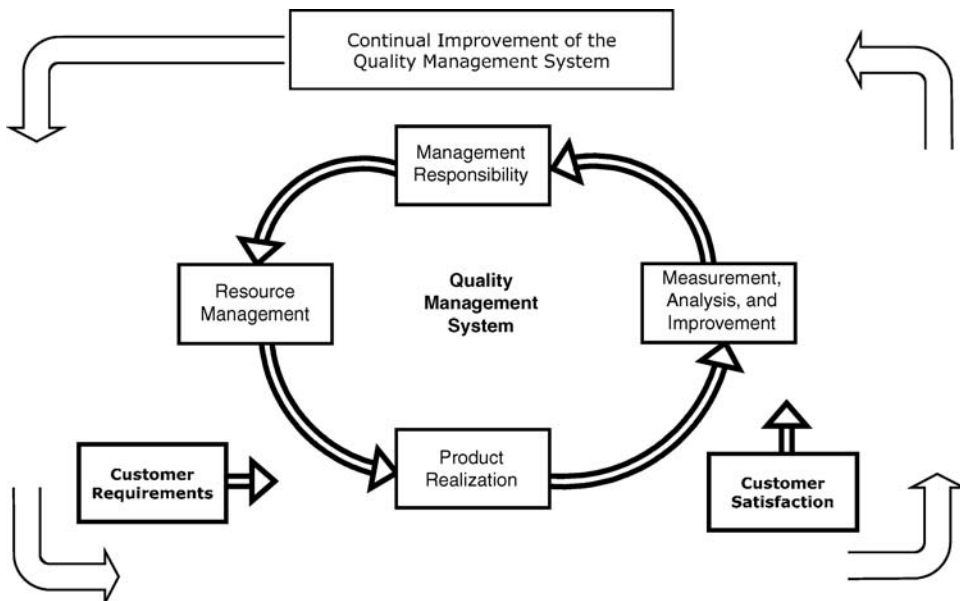 Continual Improvement of the
Quality Management System
Management
Responsibility
Resource
Management
Quality
Management
System
Measurement,
Analysis, and
Improvement
Customer
Requirements
Product
Realization
Customer
Satisfaction